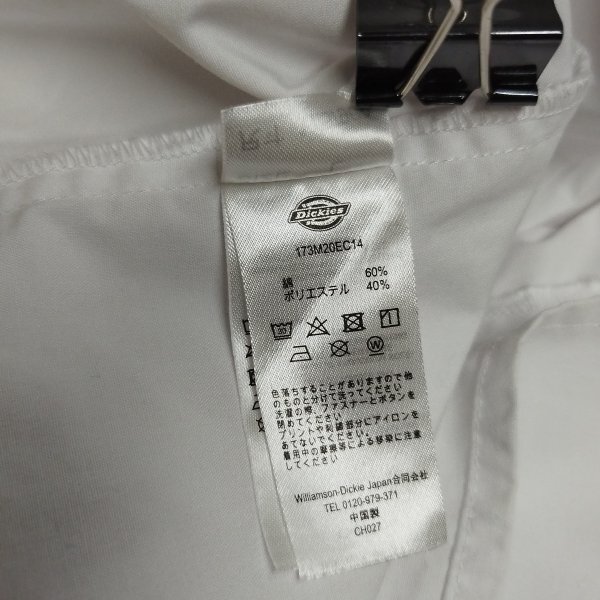 Dickies
173M20EC14
綿 60%
ポリエステル 40%
30
1
W
色落ちすることがありますので他
のものと分けて洗ってください
洗濯の際、ファスナーとボタンを
閉めてください
プリントや刺繍部分にアイロンを
あてないでください。
着用中の摩擦等による移染に注意
してください
Williamson-Dickie Japan合同会社
TEL 0120-979-371
中国製
CH027